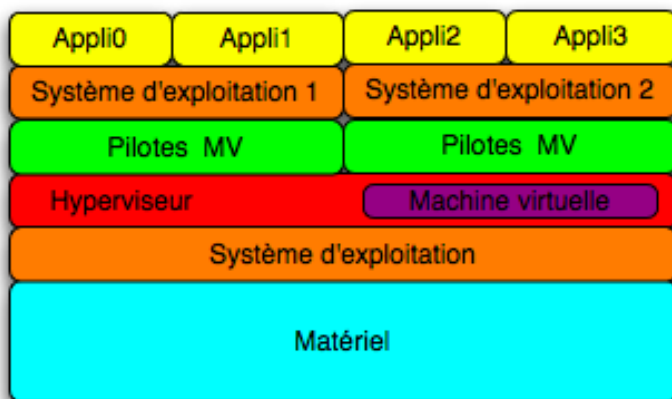 Appli0 Appli1 Appli2 Appli3
Système d'exploitation 1 Système d'exploitation 2
Pilotes MV Pilotes MV
Hyperviseur Machine virtuelle
Système d'exploitation
Matériel